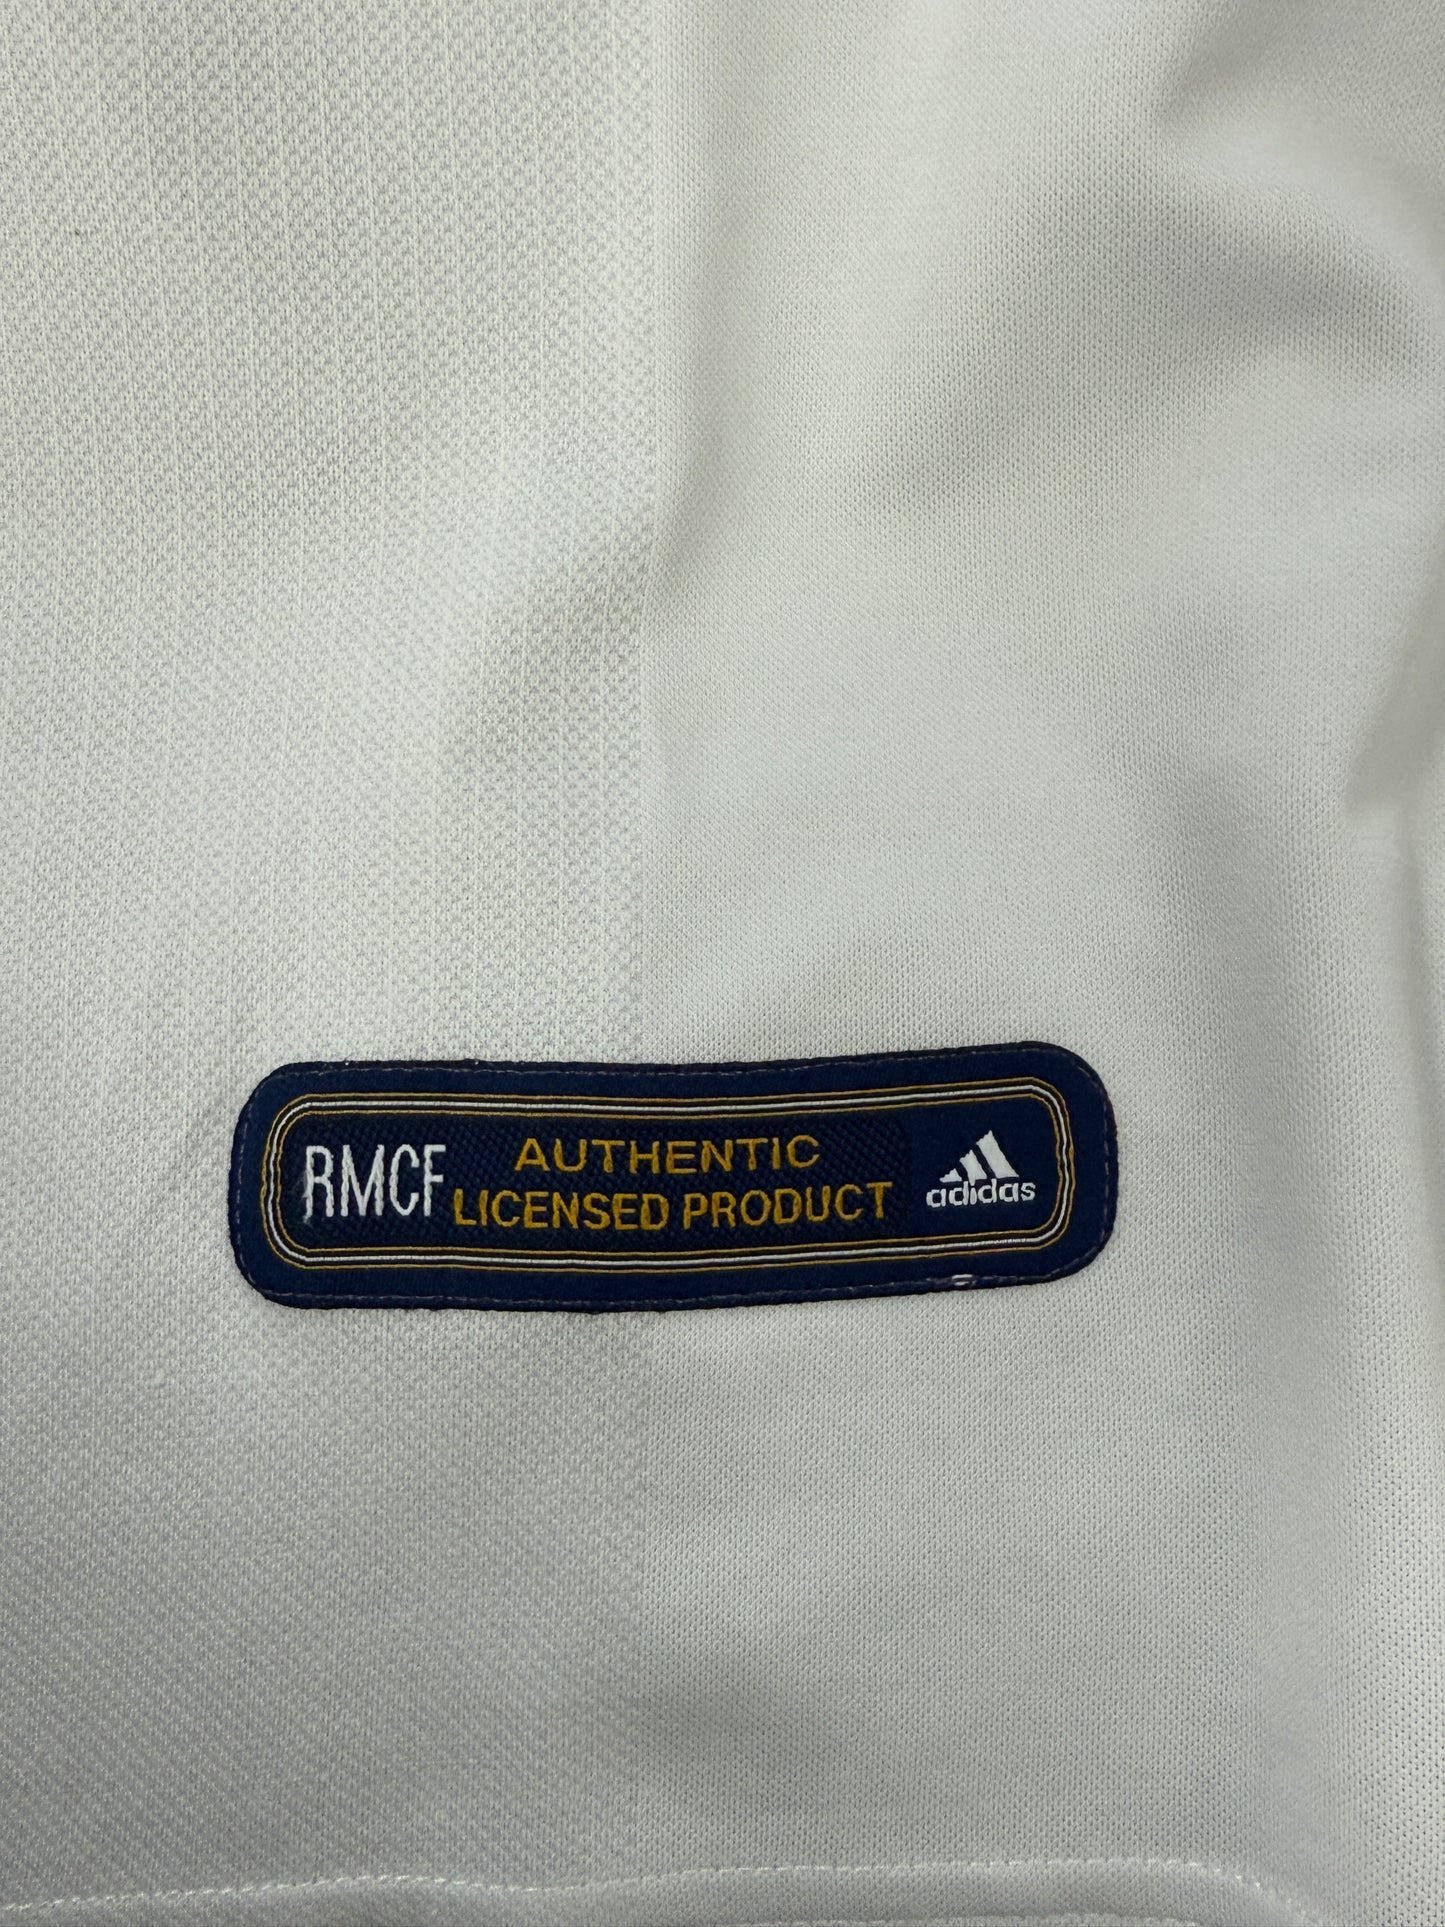 RMCF
AUTHENTIC
LICENSED PRODUCT
adidas